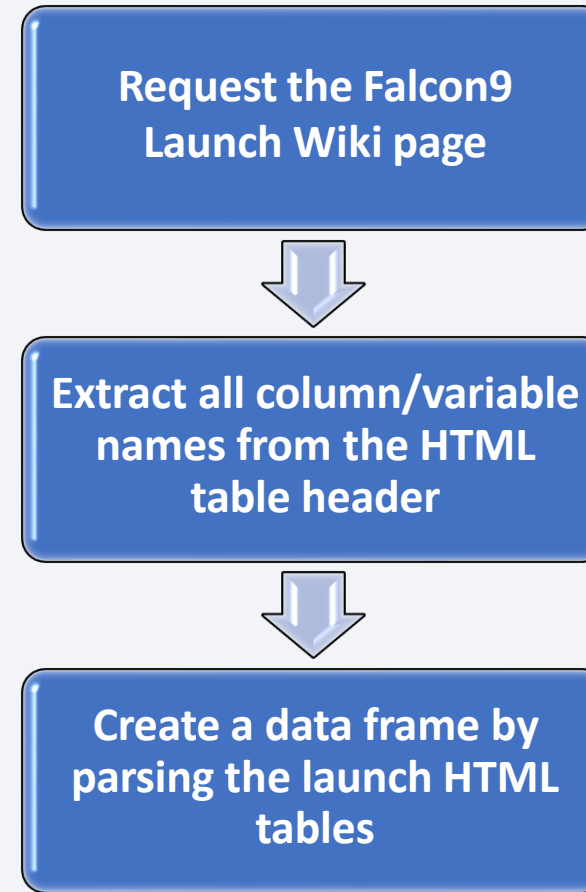 Request the Falcon9
Launch Wiki page
Extract all column/variable
names from the HTML
table header
Create a data frame by
parsing the launch HTML
tables